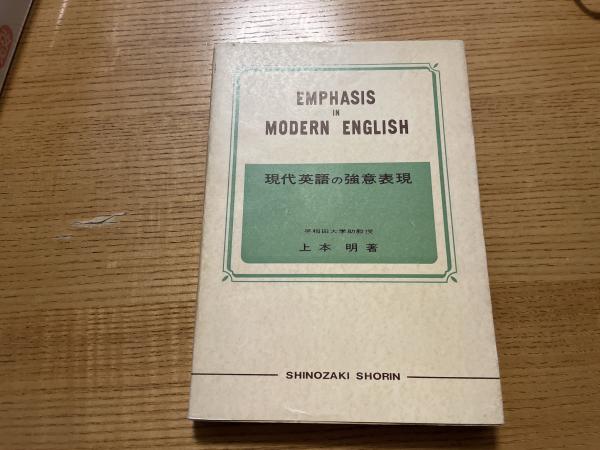 EMPHASIS
IN
MODERN ENGLISH
現代英語の強意表現
早稲田大学助教授
上本 明 著
SHINOZAKI SHORIN